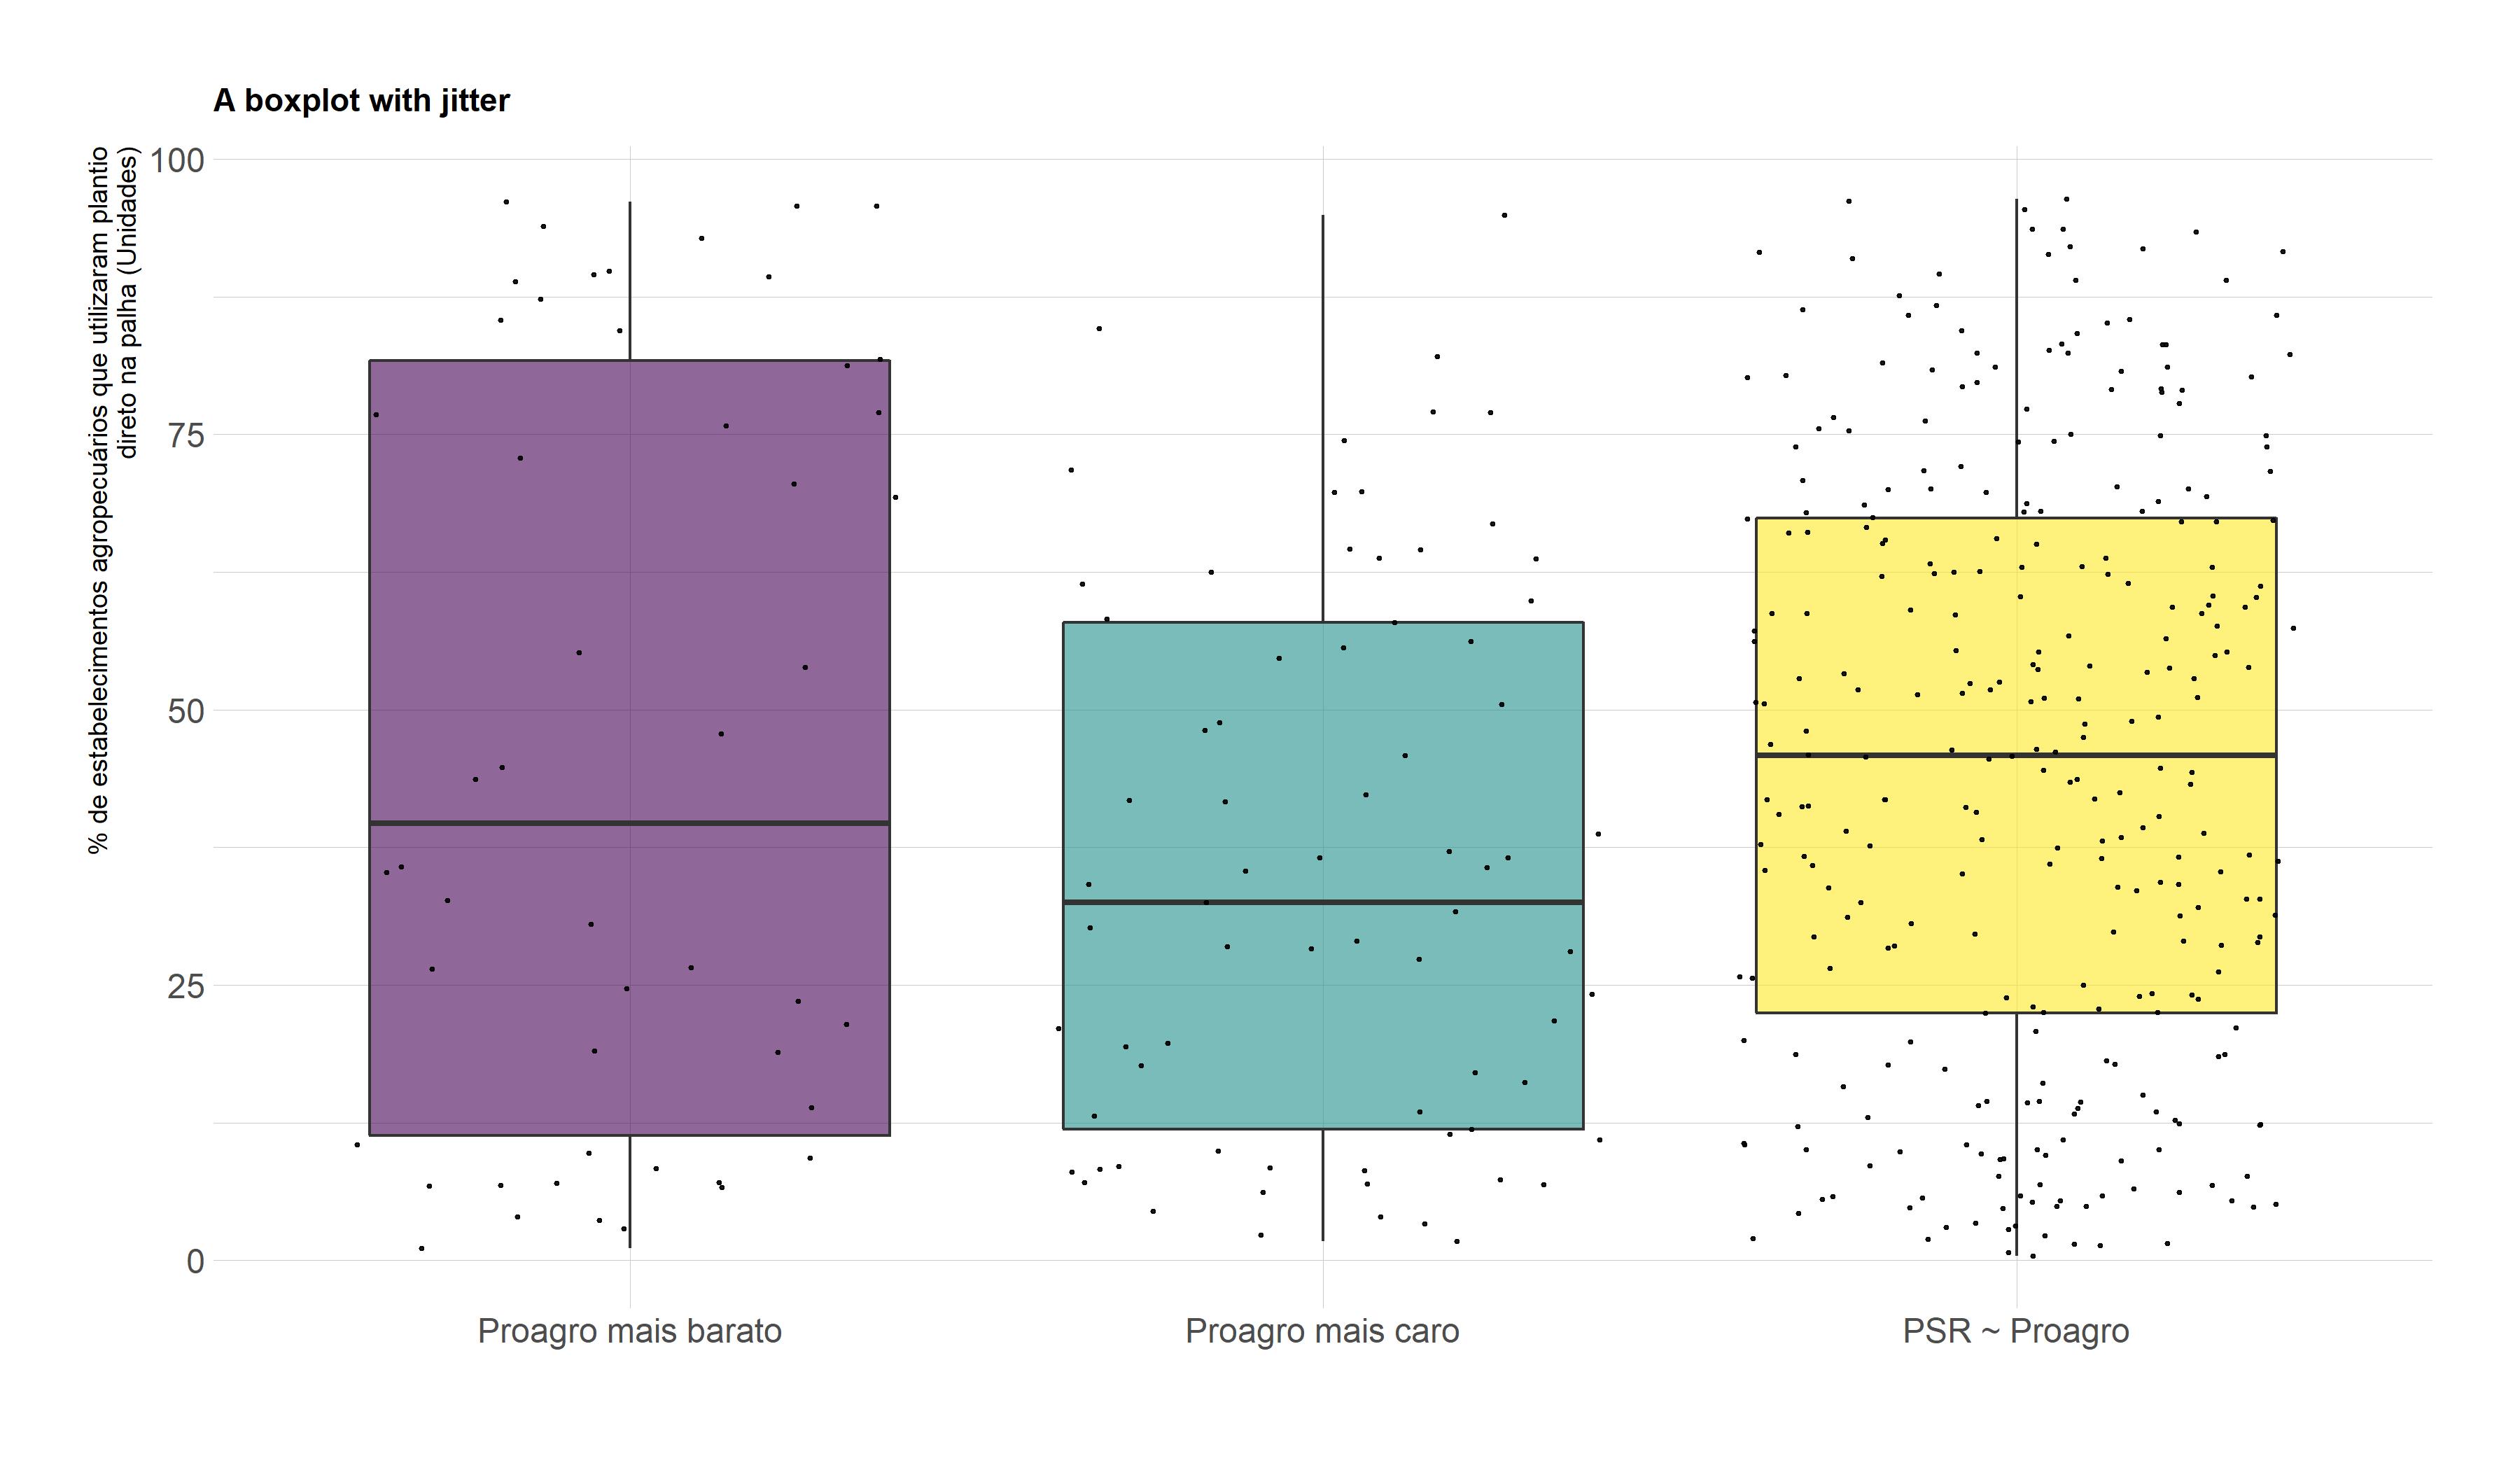 A boxplot with jitter
% de estabelecimentos agropecuários que utilizaram plantio
direto na palha (Unidades)
100
75
50
25
0
Proagro mais barato
Proagro mais caro
PSR ~ Proagro